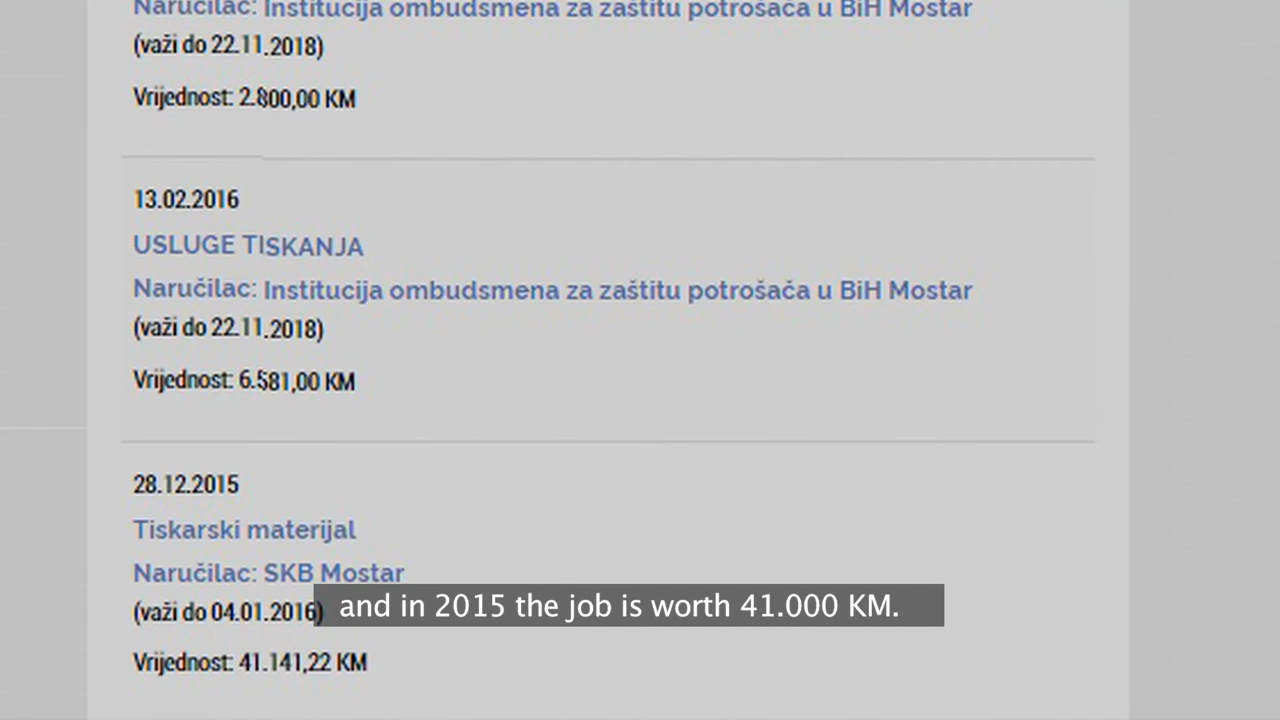 Naručilac: Institucija ombudsmena za zaštitu potrošača u BiH Mostar
(važi do 22.11.2018)
Vrijednost: 2.800,00 KM
13.02.2016
USLUGE TISKANJA
Naručilac: Institucija ombudsmena za zaštitu potrošača u BiH Mostar
(važi do 22.11.2018)
Vrijednost: 6.581,00 KM
28.12.2015
Tiskarski materijal
Naručilac: SKB Mostar
(važi do 04.01.2016)
and in 2015 the job is worth 41.000 KM.
Vrijednost: 41.141,22 KM